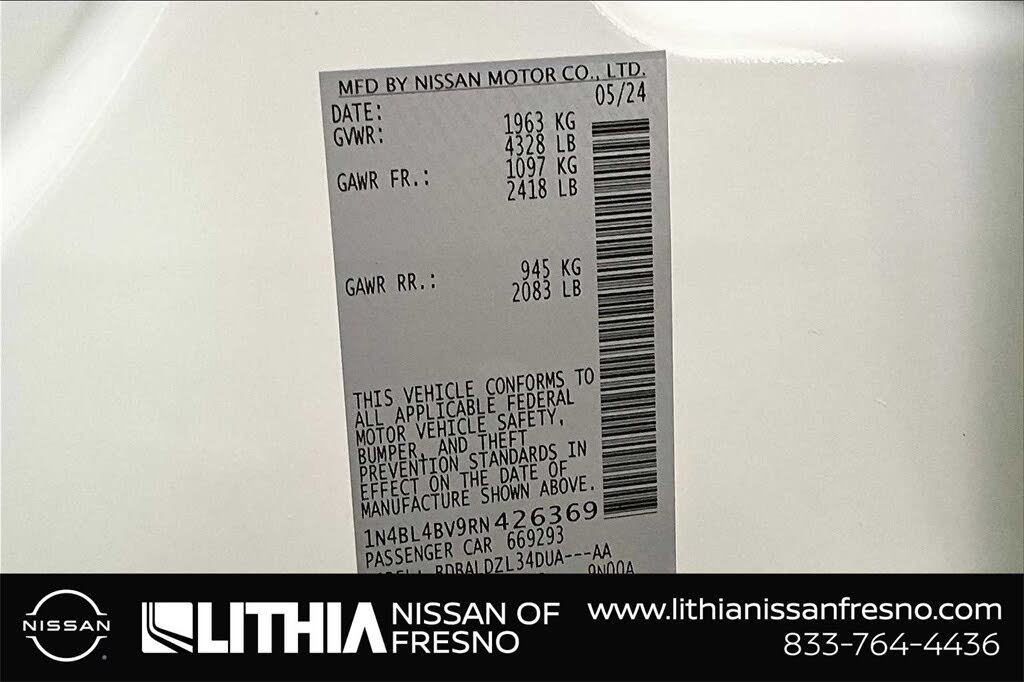 MFD BY NISSAN MOTOR CO., LTD.
DATE: 05/24
GVWR: 1963 KG
4328 LB
GAWR FR.: 1097 KG
2418 LB
GAWR RR.: 945 KG
2083 LB
THIS VEHICLE CONFORMS TO
ALL APPLICABLE FEDERAL
MOTOR VEHICLE SAFETY,
BUMPER, AND THEFT
PREVENTION STANDARDS IN
EFFECT ON THE DATE OF
MANUFACTURE SHOWN ABOVE.
1N4BL4BV9RN426369
PASSENGER CAR 669293
BDBALDZL34DUA---AA
9N00A
NISSAN
LITHIA
NISSAN OF
FRESNO
www.lithianissanfresno.com
833-764-4436